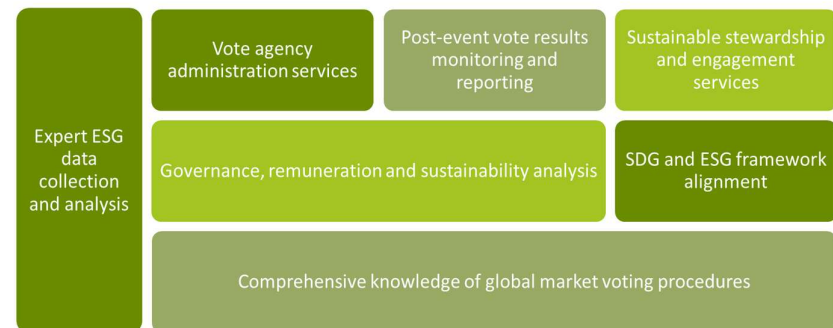 Expert ESG
data
collection
and analysis
Vote agency
administration services
Post-event vote results
monitoring and
reporting
Sustainable stewardship
and engagement
services
Governance, remuneration and sustainability analysis
SDG and ESG framework
alignment
Comprehensive knowledge of global market voting procedures